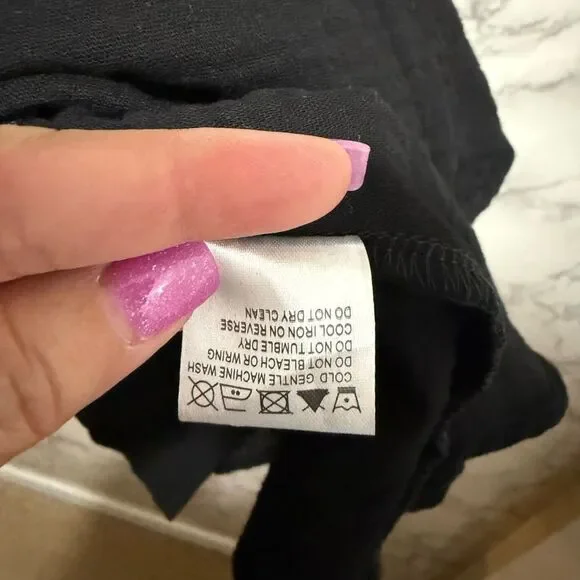 COLD GENTLE MACHINE WASH
DO NOT BLEACH OR WRING
DO NOT TUMBLE DRY
COOL IRON ON REVERSE
DO NOT DRY CLEAN